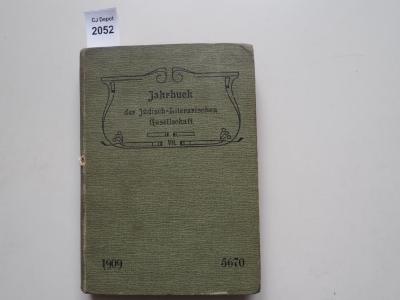 CJ Depot
2052
Jahrbuch
der Jüdisch-Literarischen
Gesellschaft
VII.
1909 5670